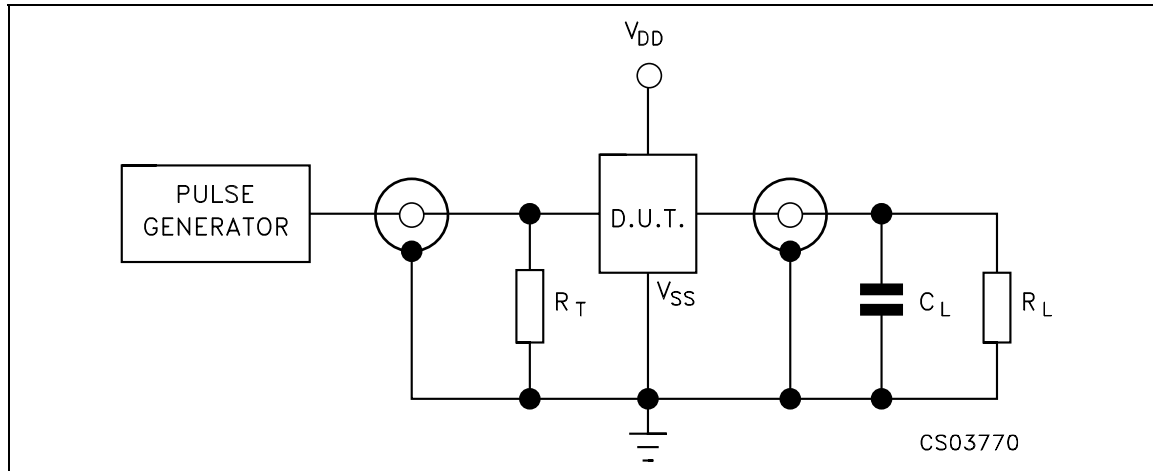 VDD
PULSE
GENERATOR
D.U.T.
VSS
RT
CL
RL
CS03770